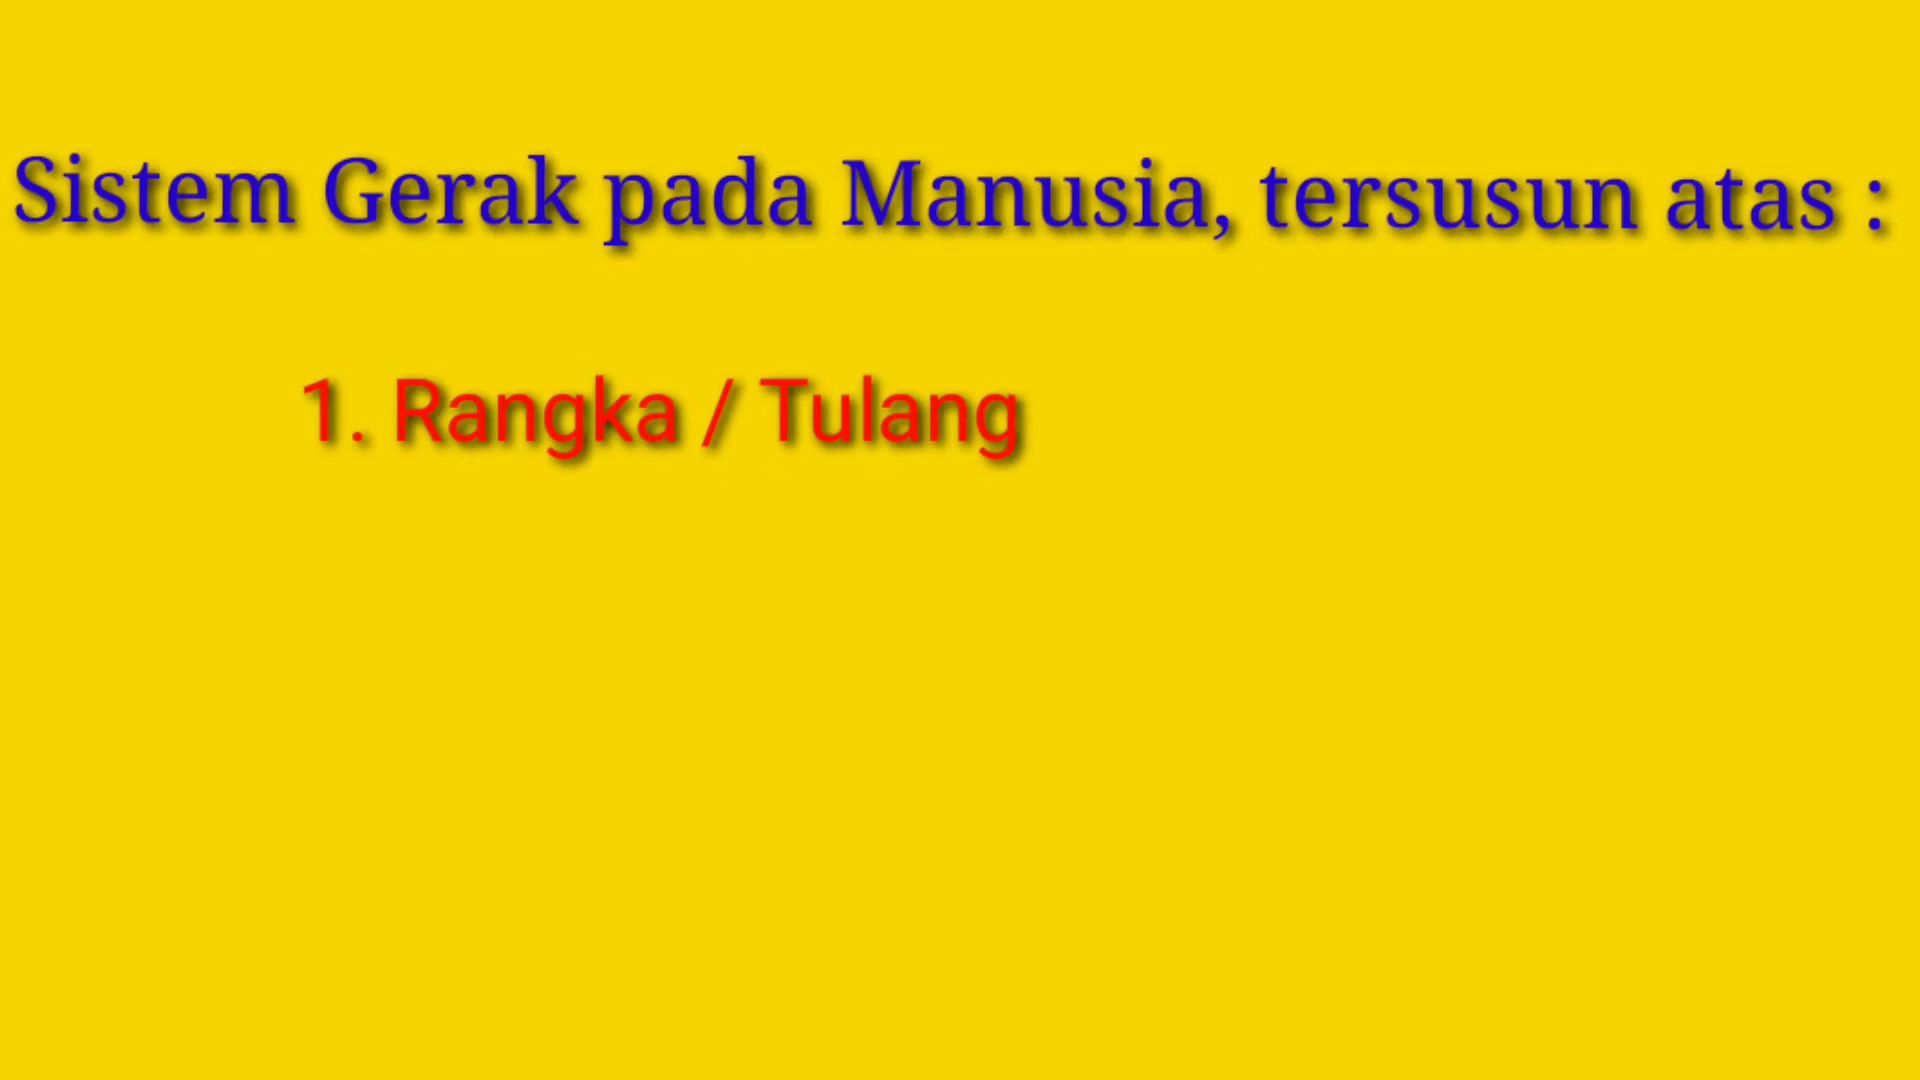 Sistem Gerak pada Manusia, tersusun atas :
1. Rangka / Tulang